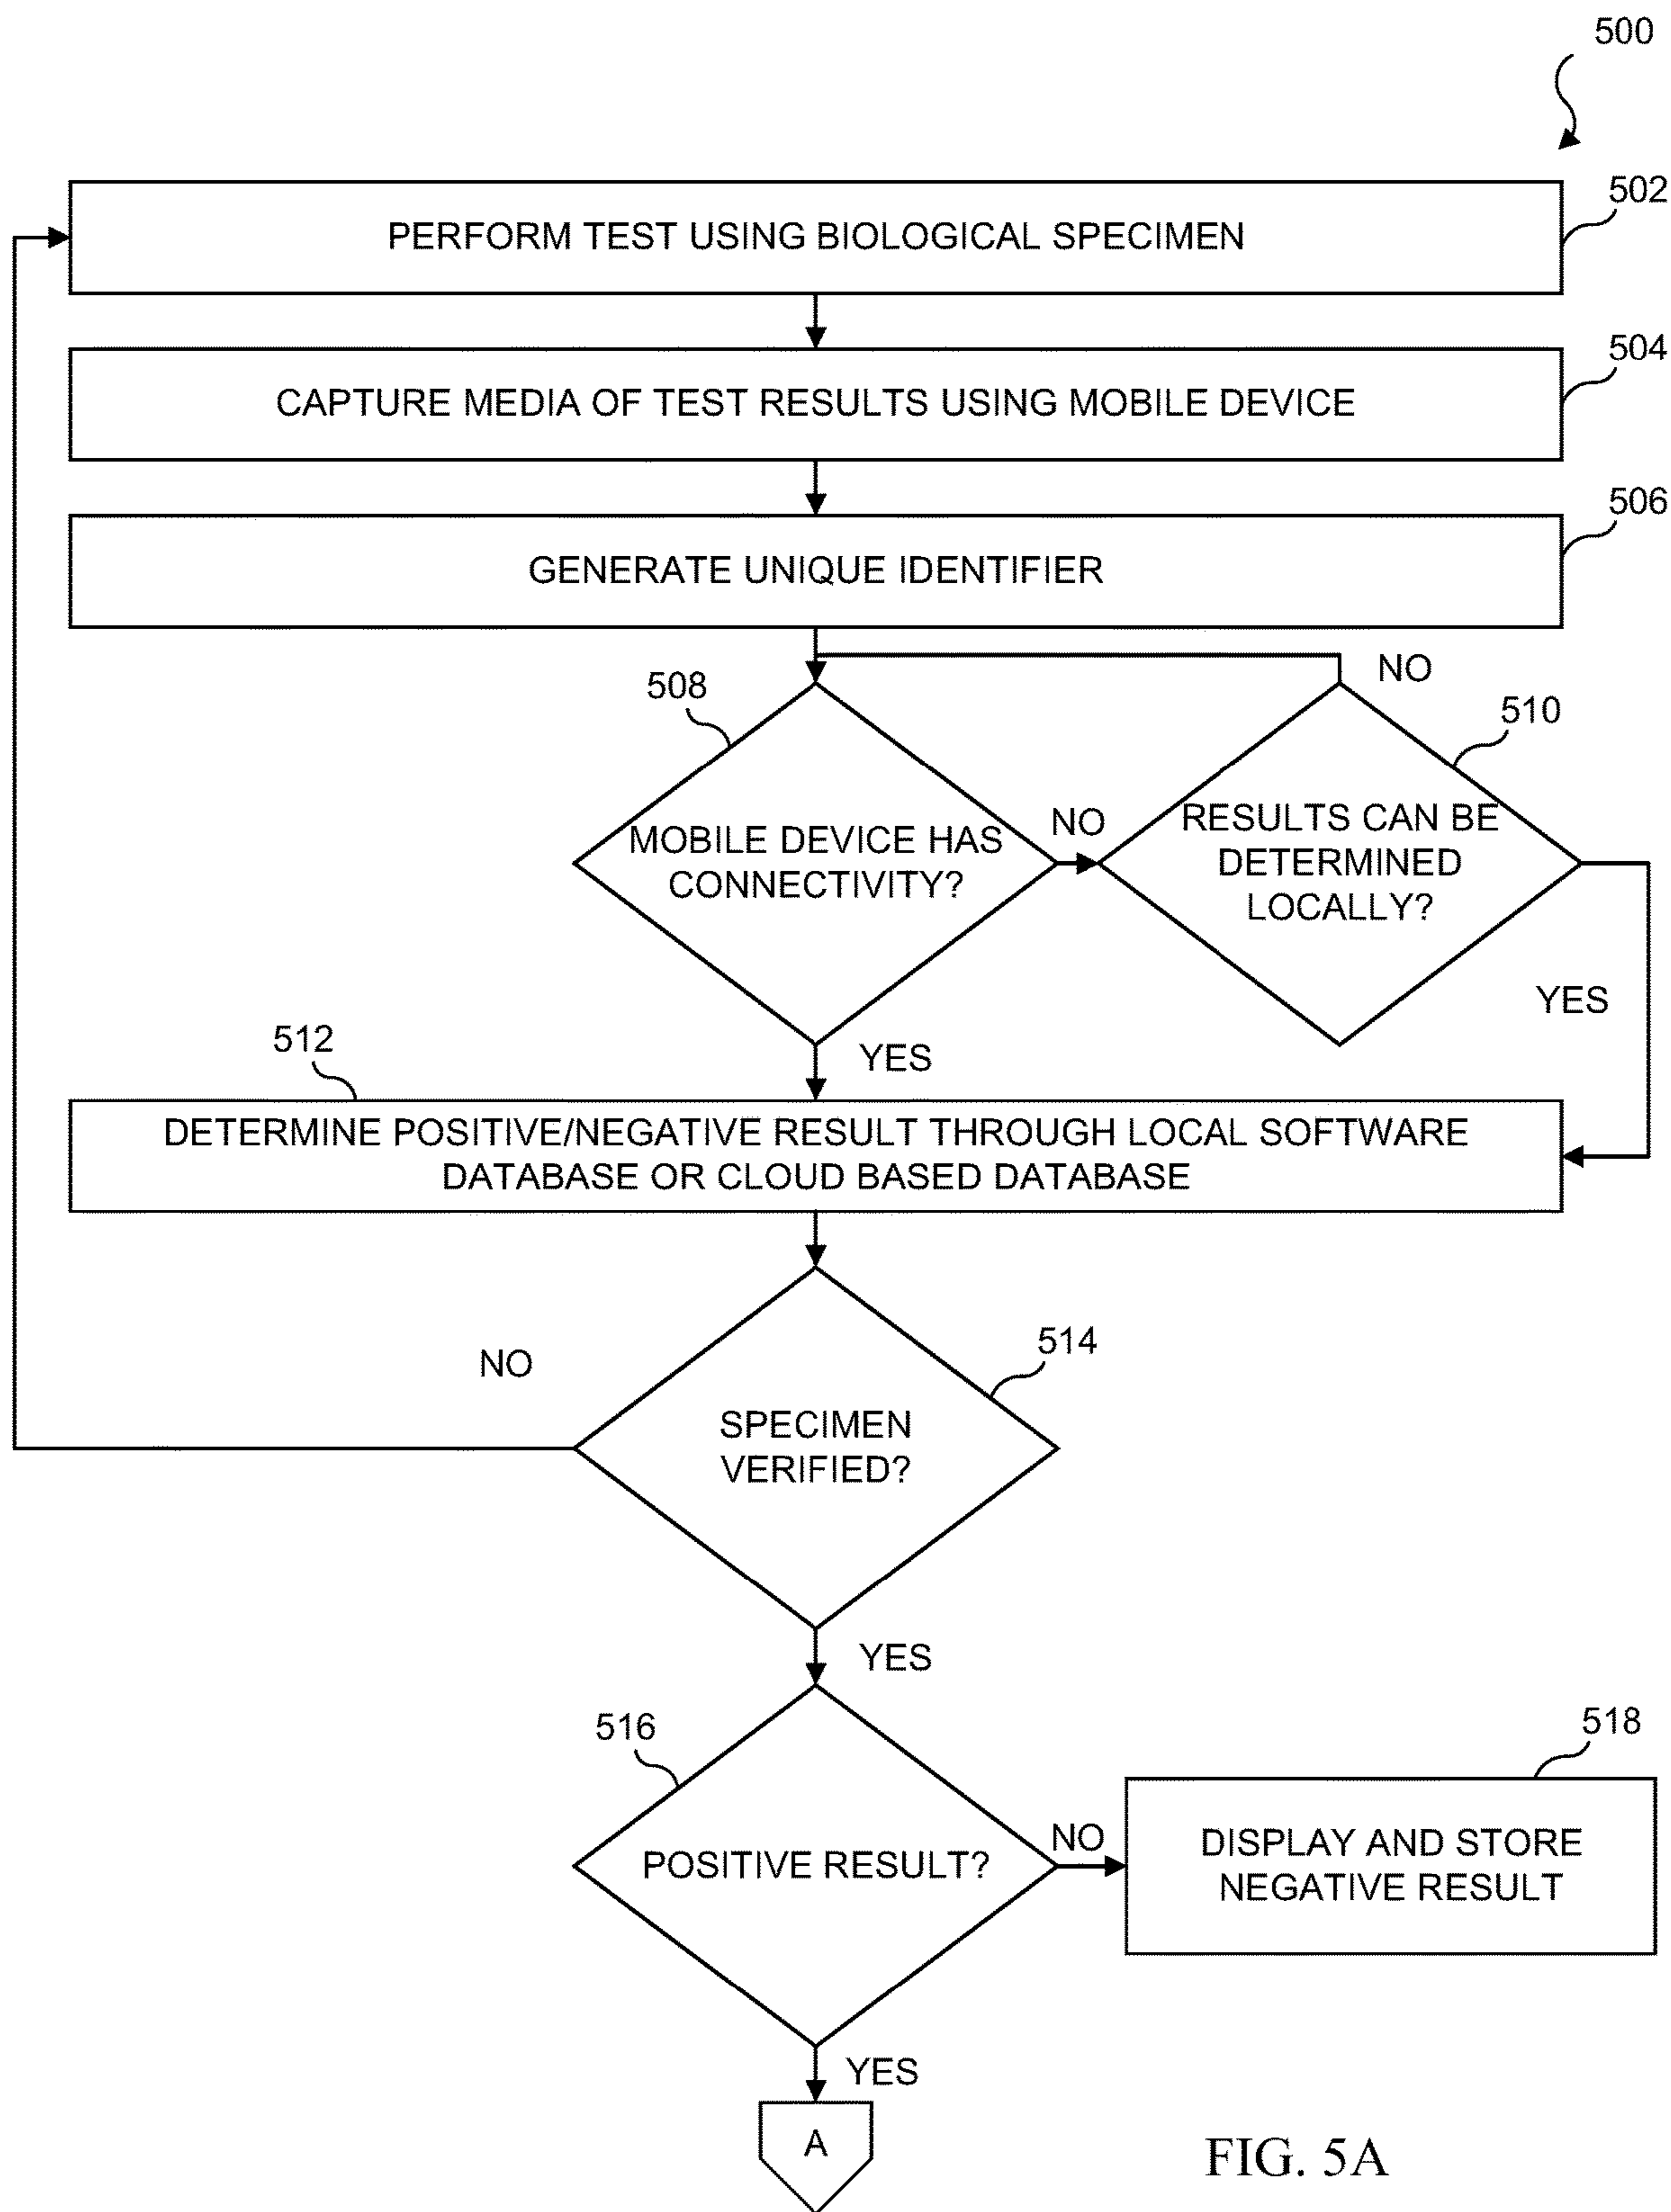 500
502
PERFORM TEST USING BIOLOGICAL SPECIMEN
504
CAPTURE MEDIA OF TEST RESULTS USING MOBILE DEVICE
506
GENERATE UNIQUE IDENTIFIER
NO
508
510
MOBILE DEVICE HAS
CONNECTIVITY?
NO
RESULTS CAN BE
DETERMINED
LOCALLY?
YES
512
YES
DETERMINE POSITIVE/NEGATIVE RESULT THROUGH LOCAL SOFTWARE
DATABASE OR CLOUD BASED DATABASE
514
NO
SPECIMEN
VERIFIED?
YES
516
518
POSITIVE RESULT?
NO
DISPLAY AND STORE
NEGATIVE RESULT
YES
A
FIG. 5A